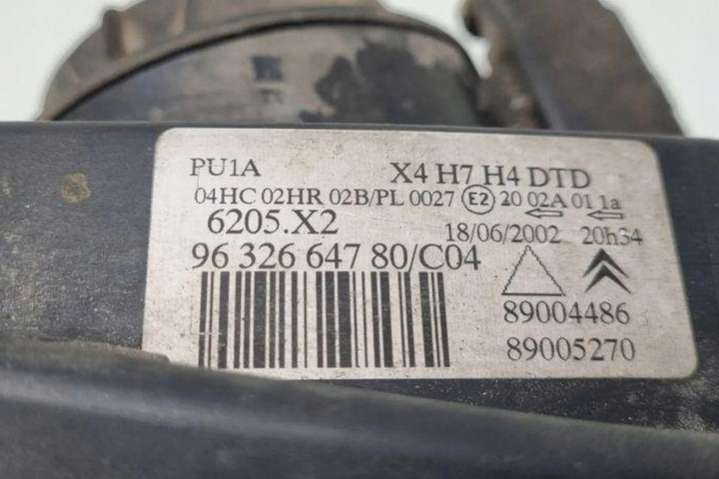 PU1A X4 H7 H4 DTD
04HC 02HR 02B/PL 0027 E2 20 02A 01 1a
6205.X2 18/06/2002 20h34
96 326 647 80/C04
89004486
89005270